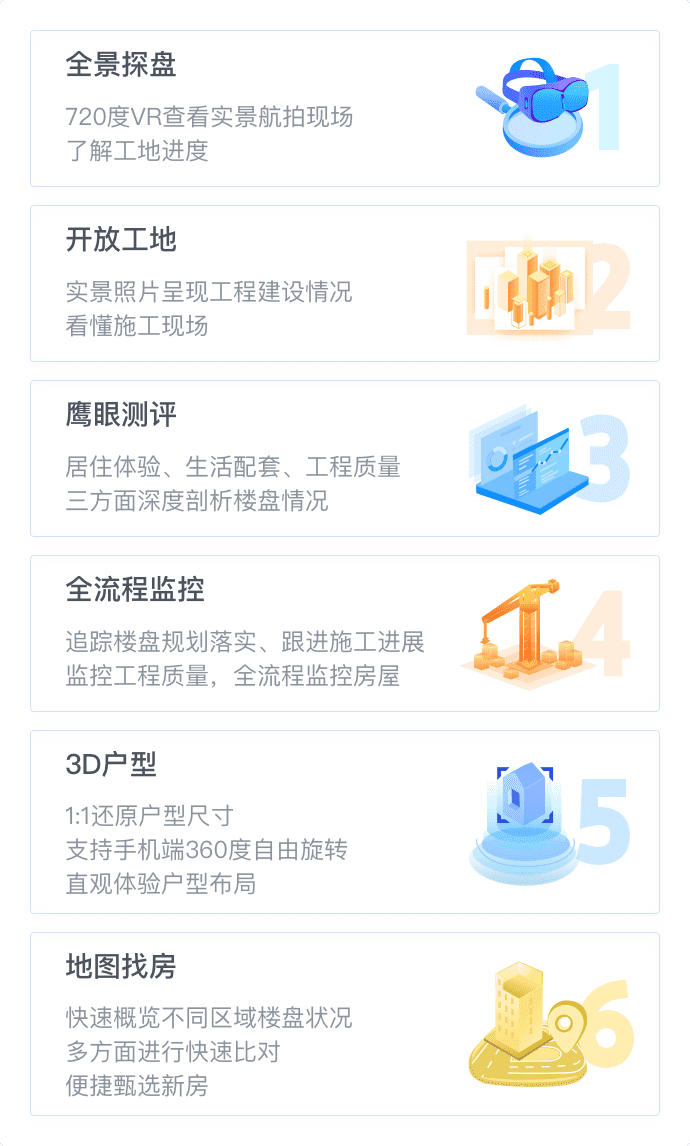 全景探盘
720度VR查看实景航拍现场
了解工地进度
1
开放工地
实景照片呈现工程建设情况
看懂施工现场
2
鹰眼测评
居住体验、生活配套、工程质量
三方面深度剖析楼盘情况
3
全流程监控
追踪楼盘规划落实、跟进施工进展
监控工程质量，全流程监控房屋
4
3D户型
1:1还原户型尺寸
支持手机端360度自由旋转
直观体验户型布局
5
地图找房
快速概览不同区域楼盘状况
多方面进行快速比对
便捷甄选新房
6